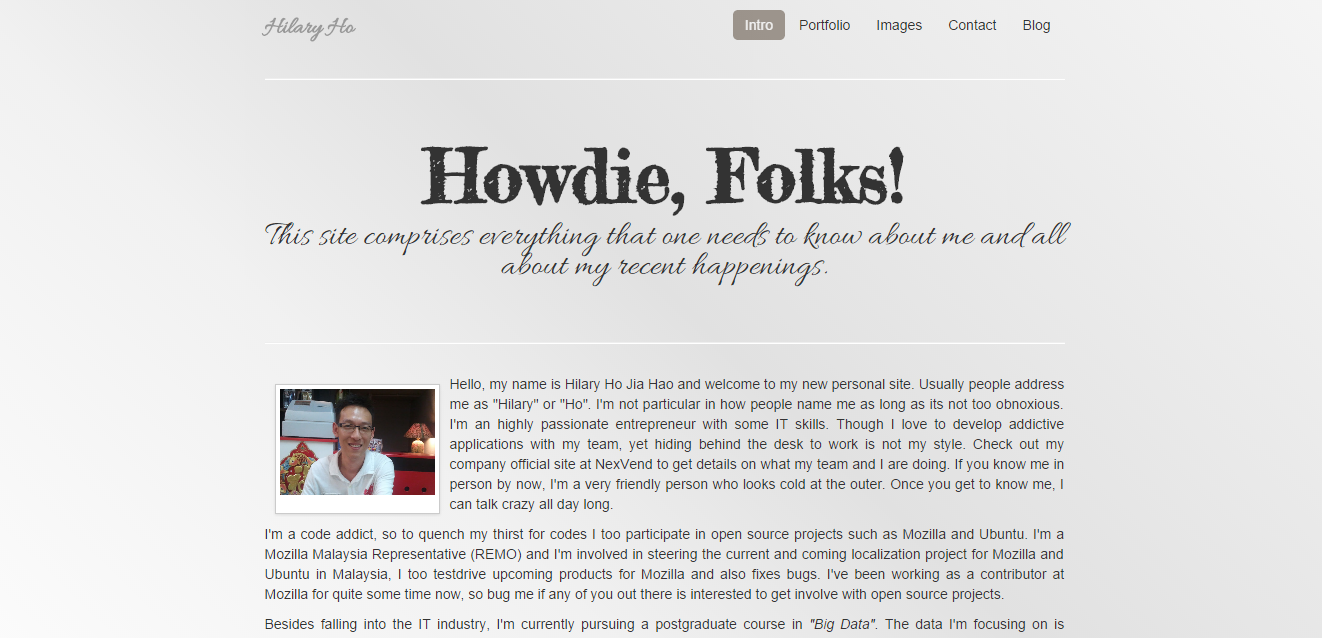 Hilary Ho
Intro Portfolio Images Contact Blog
Howdie, Folks!
This site comprises everything that one needs to know about me and all
about my recent happenings.
Hello, my name is Hilary Ho Jia Hao and welcome to my new personal site. Usually people address
me as "Hilary" or "Ho". I'm not particular in how people name me as long as its not too obnoxious.
I'm an highly passionate entrepreneur with some IT skills. Though I love to develop addictive
applications with my team, yet hiding behind the desk to work is not my style. Check out my
company official site at NexVend to get details on what my team and I are doing. If you know me in
person by now, I'm a very friendly person who looks cold at the outer. Once you get to know me, I
can talk crazy all day long.
I'm a code addict, so to quench my thirst for codes I too participate in open source projects such as Mozilla and Ubuntu. I'm a
Mozilla Malaysia Representative (REMO) and I'm involved in steering the current and coming localization project for Mozilla and
Ubuntu in Malaysia, I too testdrive upcoming products for Mozilla and also fixes bugs. I've been working as a contributor at
Mozilla for quite some time now, so bug me if any of you out there is interested to get involve with open source projects.
Besides falling into the IT industry, I'm currently pursuing a postgraduate course in "Big Data". The data I'm focusing on is